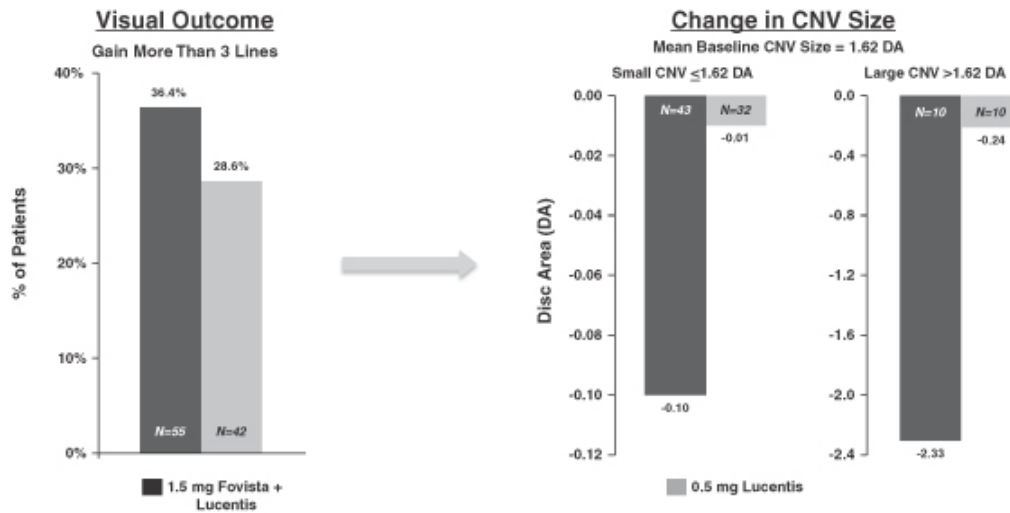 Visual Outcome
Gain More Than 3 Lines
% of Patients
40%
30%
20%
10%
0%
36.4%
28.6%
N=55
N=42
Change in CNV Size
Mean Baseline CNV Size = 1.62 DA
Small CNV ≤1.62 DA
Disc Area (DA)
0.00
-0.02
-0.04
-0.06
-0.08
-0.10
-0.12
N=43
N=32
-0.01
-0.10
Large CNV >1.62 DA
0.0
-0.4
-0.8
-1.2
-1.6
-2.0
-2.4
N=10
N=10
-0.24
-2.33
1.5 mg Fovista +
Lucentis
0.5 mg Lucentis